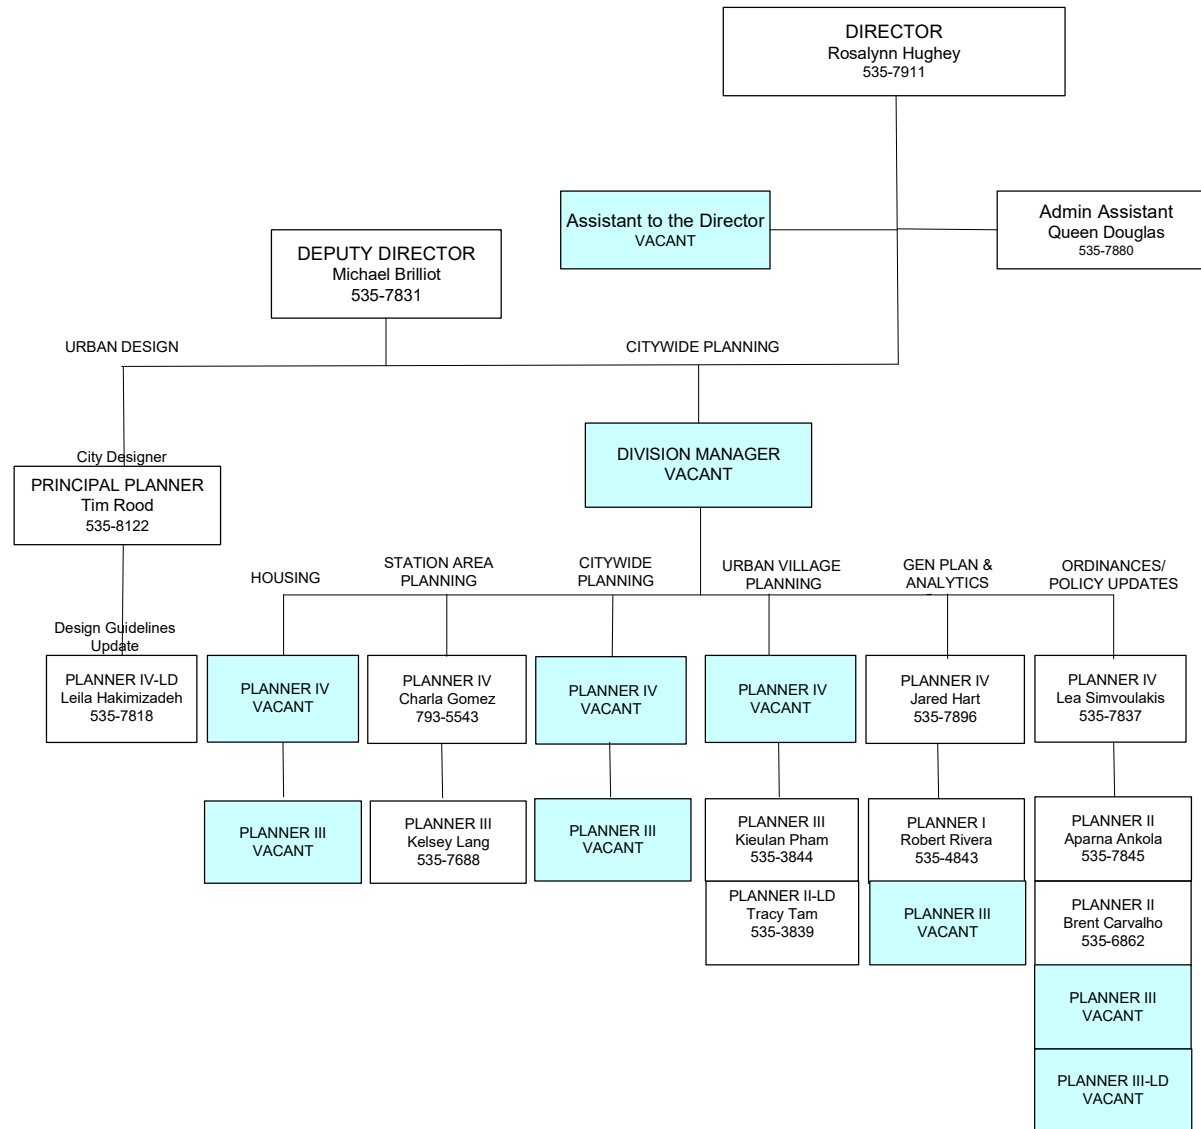 DIRECTOR
Rosalynn Hughey
535-7911
Assistant to the Director
VACANT
Admin Assistant
Queen Douglas
535-7880
DEPUTY DIRECTOR
Michael Brilliot
535-7831
URBAN DESIGN
CITYWIDE PLANNING
City Designer
PRINCIPAL PLANNER
Tim Rood
535-8122
DIVISION MANAGER
VACANT
HOUSING
STATION AREA
PLANNING
CITYWIDE
PLANNING
URBAN VILLAGE
PLANNING
GEN PLAN &
ANALYTICS
ORDINANCES/
POLICY UPDATES
Design Guidelines
Update
PLANNER IV-LD
Leila Hakimizadeh
535-7818
PLANNER IV
VACANT
PLANNER IV
Charla Gomez
793-5543
PLANNER IV
VACANT
PLANNER IV
VACANT
PLANNER IV
Jared Hart
535-7896
PLANNER IV
Lea Simvoulakis
535-7837
PLANNER III
VACANT
PLANNER III
Kelsey Lang
535-7688
PLANNER III
VACANT
PLANNER III
Kieulan Pham
535-3844
PLANNER I
Robert Rivera
535-4843
PLANNER II
Aparna Ankola
535-7845
PLANNER II-LD
Tracy Tam
535-3839
PLANNER III
VACANT
PLANNER II
Brent Carvalho
535-6862
PLANNER III
VACANT
PLANNER III-LD
VACANT